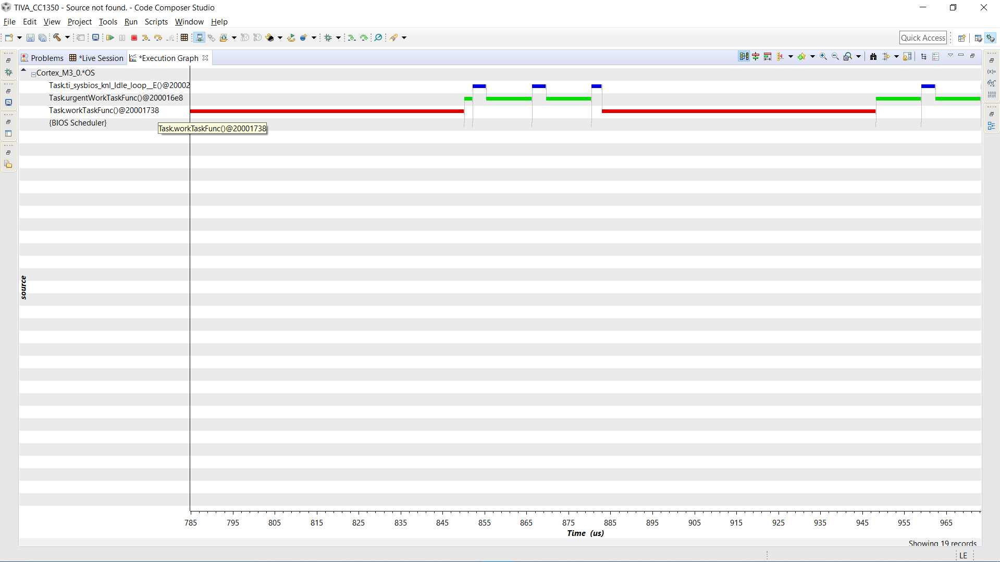 TIVA_CC1350 - Source not found. - Code Composer Studio
File Edit View Project Tools Run Scripts Window Help
Quick Access
Problems *Live Session *Execution Graph
Cortex_M3_0.*OS
Task.ti_sysbios_knl_Idle_loop__E()@20002
Task.urgentWorkTaskFunc()@200016e8
Task.workTaskFunc()@20001738
{BIOS Scheduler}
Task.workTaskFunc()@20001738
source
785 795 805 815 825 835 845 855 865 875 885 895 905 915 925 935 945 955 965
Time (us)
Showing 19 records
LE